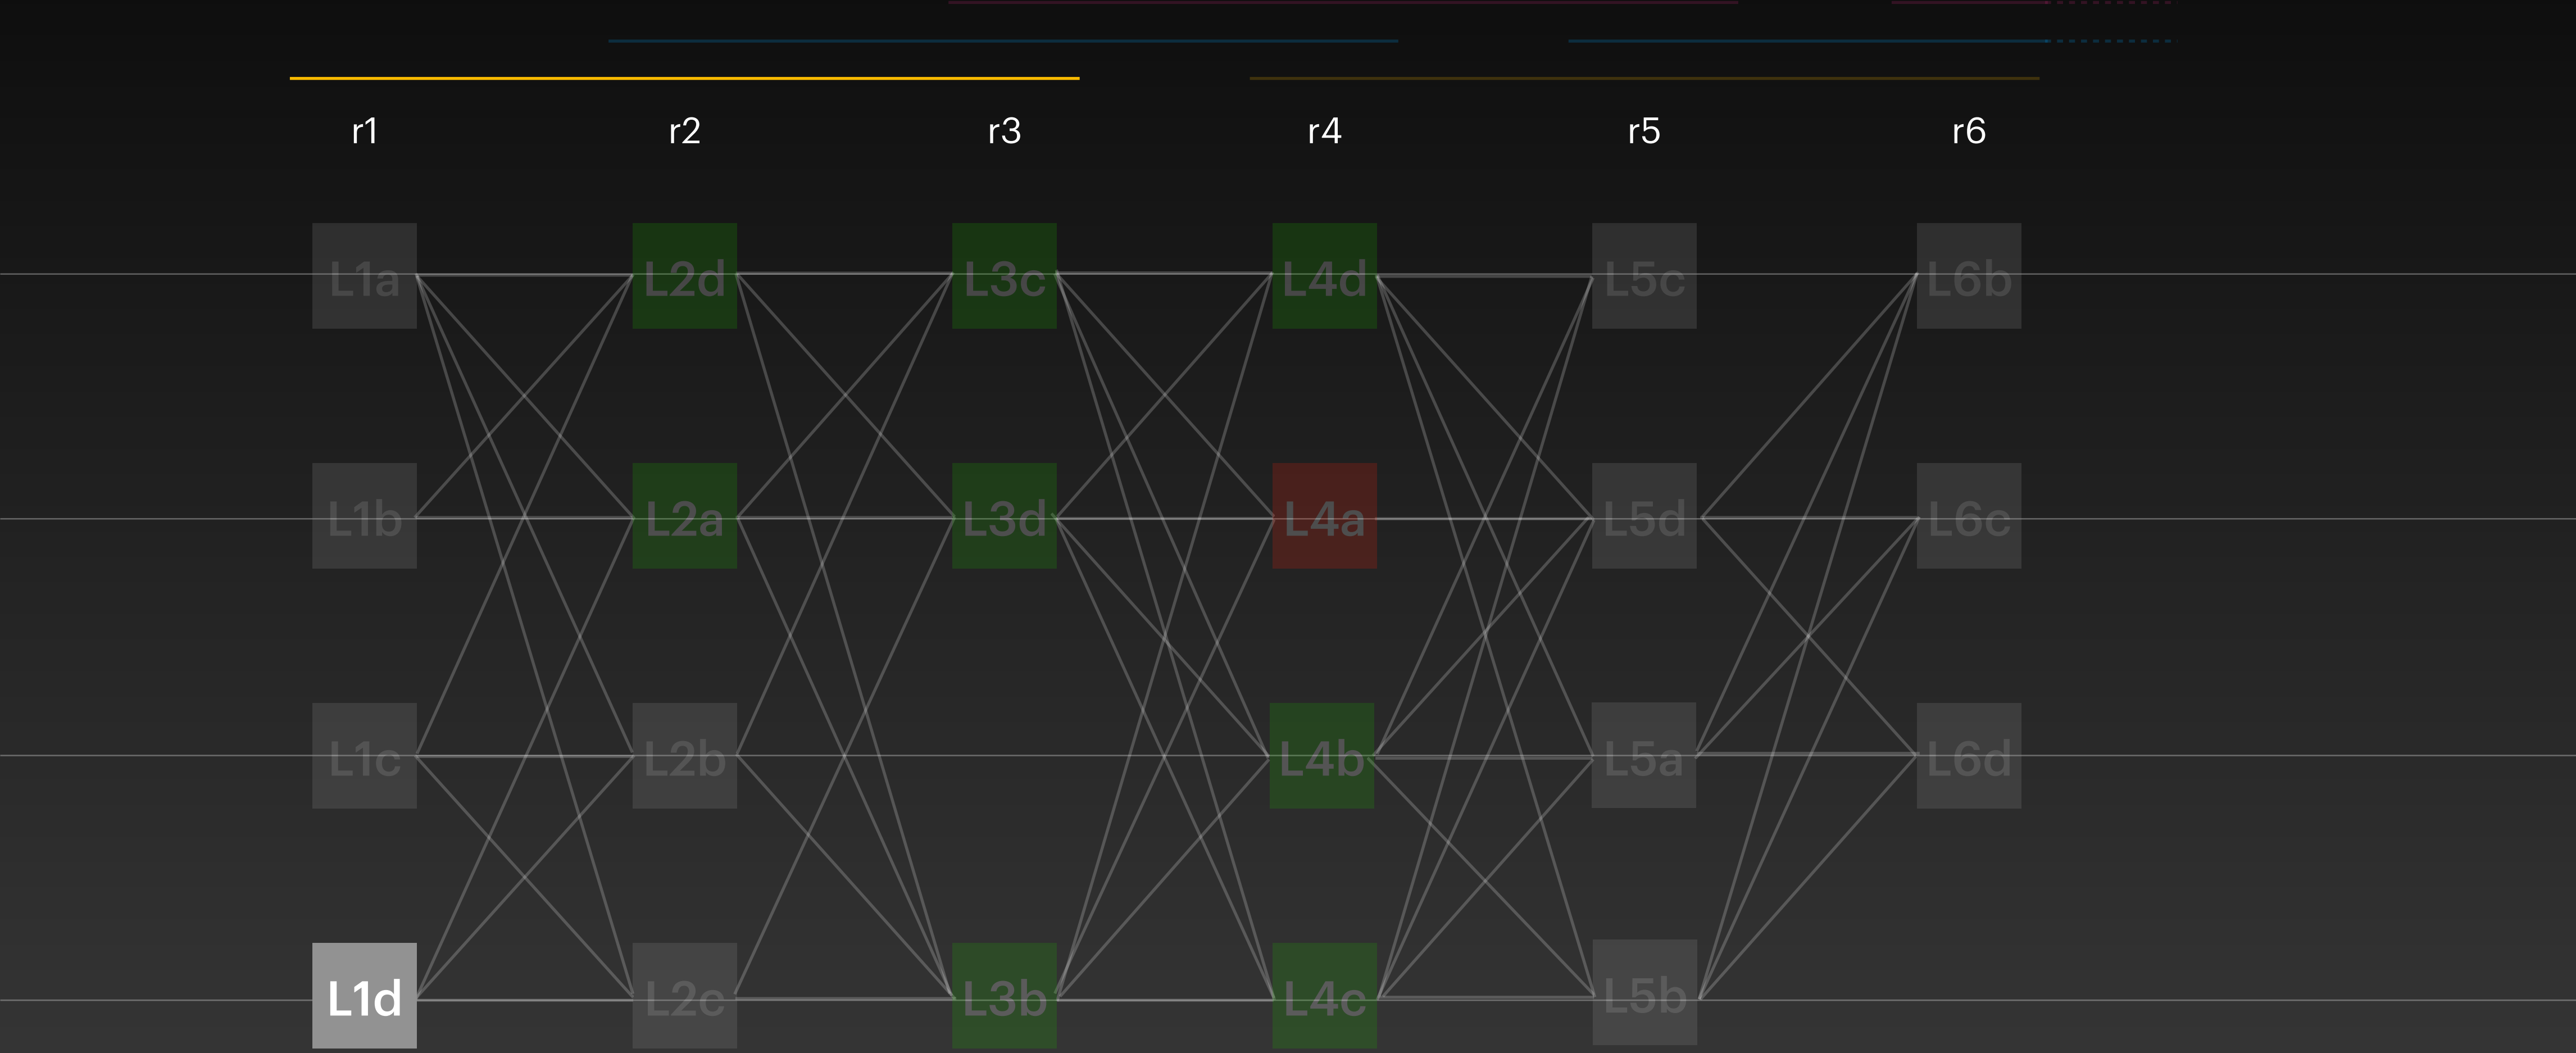 r1 r2 r3 r4 r5 r6
L1a L2d L3c L4d L5c L6b
L1b L2a L3d L4a L5d L6c
L1c L2b L4b L5a L6d
L1d L2c L3b L4c L5b